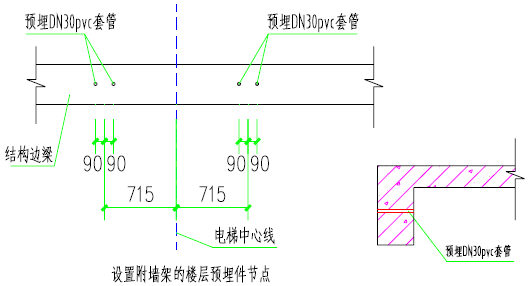 预埋DN30pvc套管 预埋DN30pvc套管
结构边梁
90 90 90 90
715 715
电梯中心线
预埋DN30pvc套管
设置附墙架的楼层预埋件节点